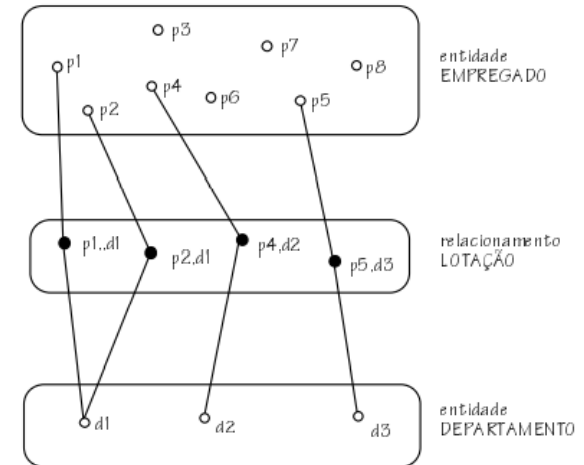 p3
p7
p1
p8
p4
p6
p5
p2
entidade
EMPREGADO
p1,,d1
p2,d1
p4,d2
p5,d3
relacionamento
LOTAÇÃO
d1
d2
d3
entidade
DEPARTAMENTO